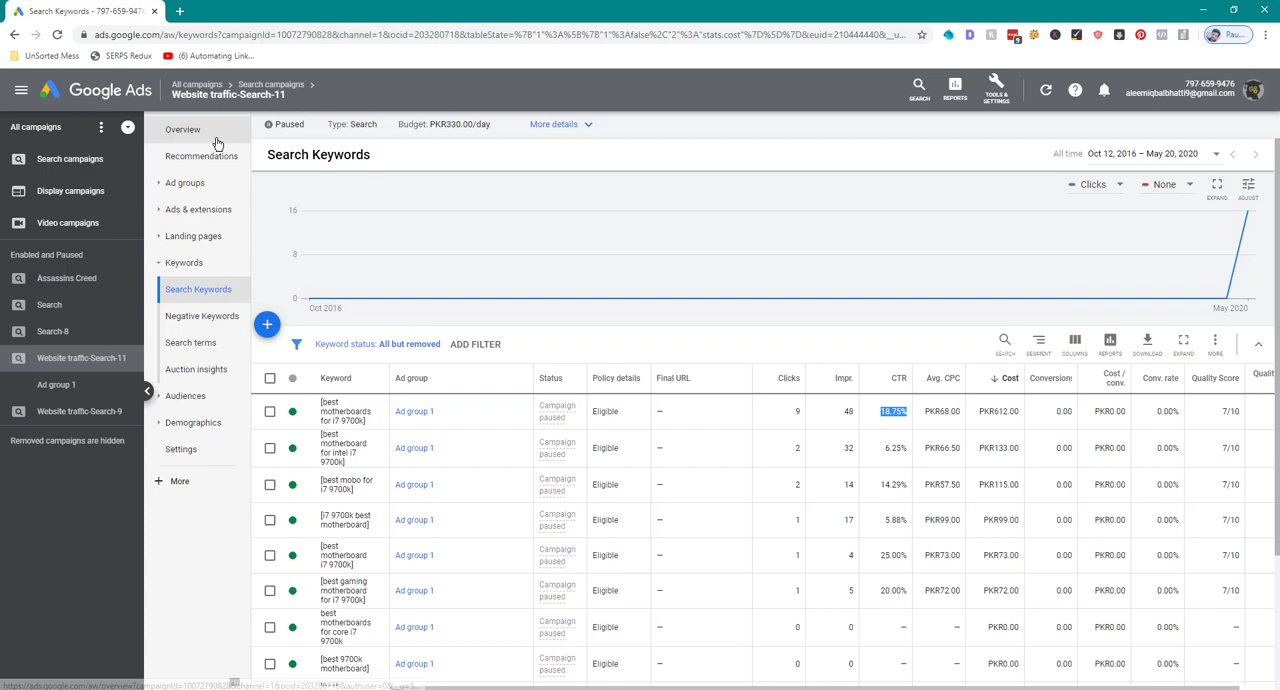 Search Keywords - 797-659-9476
ads.google.com/aw/keywords?campaignId=10072790828&channel=1&ocid=203280718&tableState=%7B"1"%3A%5B%7B"1"%3Afalse%2C"2"%3A"stats.cost"%7D%5D%7D&euid=210444440&__u=...
Pau...
UnSorted Mess
SERPS Redux
(6) Automating Link...
Google Ads
All campaigns
Search campaigns
Website traffic-Search-11
SEARCH
REPORTS
TOOLS &
SETTINGS
797-659-9476
aleemiqbalbhatti9@gmail.com
All campaigns
Search campaigns
Display campaigns
Video campaigns
Enabled and Paused
Assassins Creed
Search
Search-8
Website traffic-Search-11
Ad group 1
Website traffic-Search-9
Removed campaigns are hidden
Overview
Recommendations
Ad groups
Ads & extensions
Landing pages
Keywords
Search Keywords
Negative Keywords
Search terms
Auction insights
Audiences
Demographics
Settings
+ More
Paused Type: Search Budget: PKR330.00/day More details
Search Keywords
All time Oct 12, 2016 – May 20, 2020
Clicks None
EXPAND ADJUST
16
8
0
Oct 2016 May 2020
Keyword status: All but removed ADD FILTER
SEARCH SEGMENT COLUMNS REPORTS DOWNLOAD EXPAND MORE
Keyword Ad group Status Policy details Final URL Clicks Impr. CTR Avg. CPC Cost Conversions Cost / conv. Conv. rate Quality Score
[best motherboards for i7 9700k] Ad group 1 Campaign paused Eligible — 9 48 18.75% PKR68.00 PKR612.00 0.00 PKR0.00 0.00% 7/10
[best motherboard for intel i7 9700k] Ad group 1 Campaign paused Eligible — 2 32 6.25% PKR66.50 PKR133.00 0.00 PKR0.00 0.00% 7/10
[best mobo for i7 9700k] Ad group 1 Campaign paused Eligible — 2 14 14.29% PKR57.50 PKR115.00 0.00 PKR0.00 0.00% 7/10
[i7 9700k best motherboard] Ad group 1 Campaign paused Eligible — 1 17 5.88% PKR99.00 PKR99.00 0.00 PKR0.00 0.00% 7/10
[best motherboard i7 9700k] Ad group 1 Campaign paused Eligible — 1 4 25.00% PKR73.00 PKR73.00 0.00 PKR0.00 0.00% 7/10
[best gaming motherboard for i7 9700k] Ad group 1 Campaign paused Eligible — 1 5 20.00% PKR72.00 PKR72.00 0.00 PKR0.00 0.00% 7/10
best motherboards for core i7 9700k Ad group 1 Campaign paused Eligible — 0 0 — — PKR0.00 0.00 PKR0.00 0.00% —
[best 9700k motherboard] Ad group 1 Campaign paused Eligible — 0 0 — — PKR0.00 0.00 PKR0.00 0.00% —